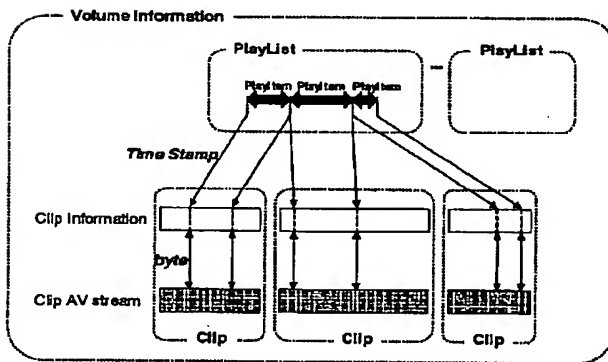 Volume Information
PlayList
PlayList
PlayItem PlayItem PlayItem
Time Stamp
Clip Information
byte
Clip AV stream
Clip
Clip
Clip